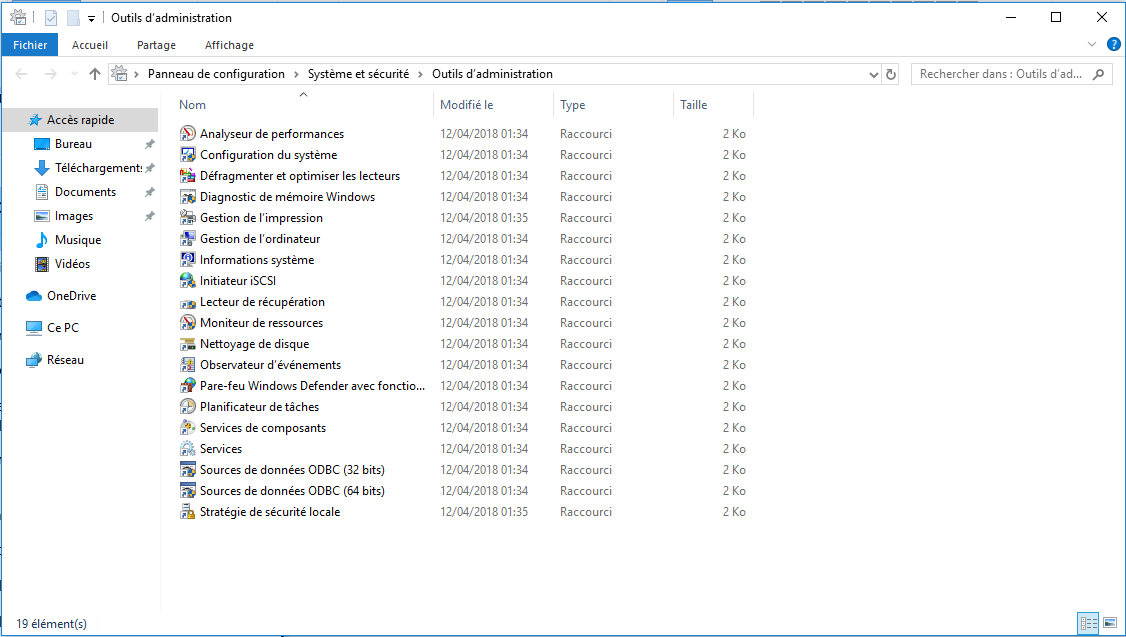 Outils d'administration
Fichier Accueil Partage Affichage
Panneau de configuration > Système et sécurité > Outils d'administration
Rechercher dans : Outils d'ad...
Accès rapide
Bureau
Téléchargements
Documents
Images
Musique
Vidéos
OneDrive
Ce PC
Réseau
Nom Modifié le Type Taille
Analyseur de performances 12/04/2018 01:34 Raccourci 2 Ko
Configuration du système 12/04/2018 01:34 Raccourci 2 Ko
Défragmenter et optimiser les lecteurs 12/04/2018 01:34 Raccourci 2 Ko
Diagnostic de mémoire Windows 12/04/2018 01:34 Raccourci 2 Ko
Gestion de l'impression 12/04/2018 01:35 Raccourci 2 Ko
Gestion de l'ordinateur 12/04/2018 01:34 Raccourci 2 Ko
Informations système 12/04/2018 01:34 Raccourci 2 Ko
Initiateur iSCSI 12/04/2018 01:34 Raccourci 2 Ko
Lecteur de récupération 12/04/2018 01:34 Raccourci 2 Ko
Moniteur de ressources 12/04/2018 01:34 Raccourci 2 Ko
Nettoyage de disque 12/04/2018 01:34 Raccourci 2 Ko
Observateur d'événements 12/04/2018 01:34 Raccourci 2 Ko
Pare-feu Windows Defender avec fonctio... 12/04/2018 01:34 Raccourci 2 Ko
Planificateur de tâches 12/04/2018 01:34 Raccourci 2 Ko
Services de composants 12/04/2018 01:34 Raccourci 2 Ko
Services 12/04/2018 01:34 Raccourci 2 Ko
Sources de données ODBC (32 bits) 12/04/2018 01:34 Raccourci 2 Ko
Sources de données ODBC (64 bits) 12/04/2018 01:34 Raccourci 2 Ko
Stratégie de sécurité locale 12/04/2018 01:35 Raccourci 2 Ko
19 élément(s)